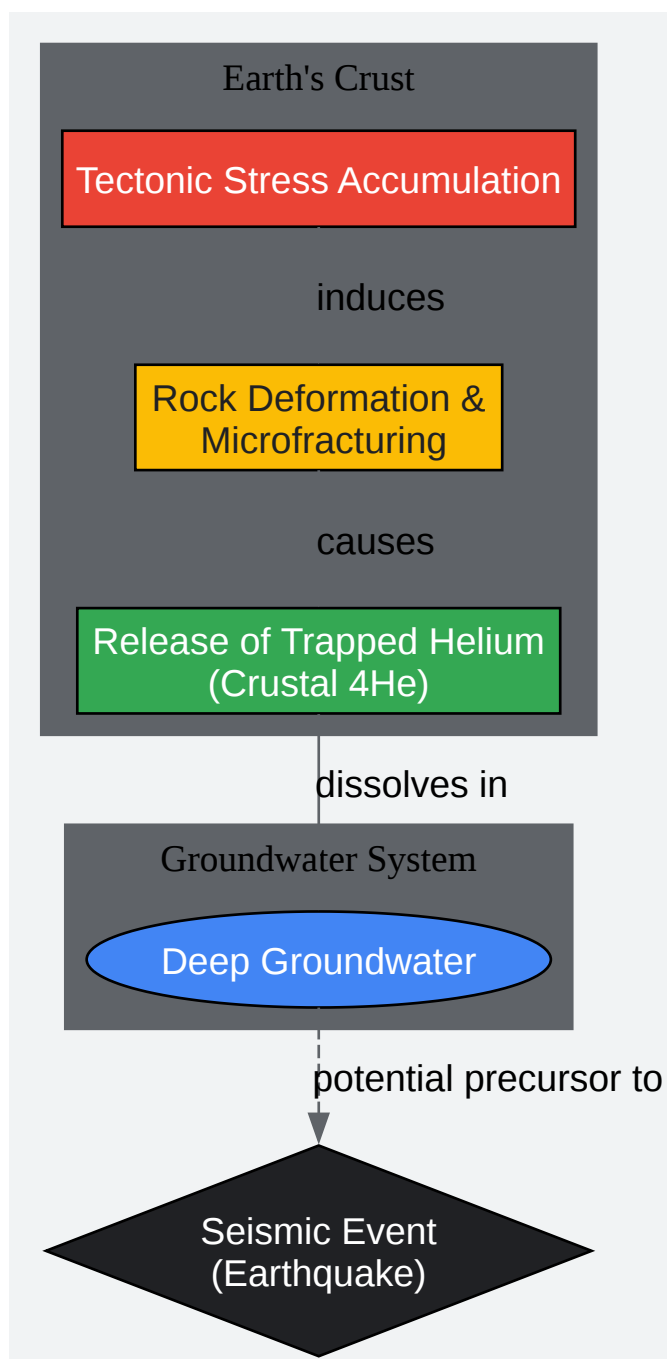 Earth's Crust
Tectonic Stress Accumulation
induces
Rock Deformation &
Microfracturing
causes
Release of Trapped Helium
(Crustal 4He)
dissolves in
Groundwater System
Deep Groundwater
potential precursor to
Seismic Event
(Earthquake)